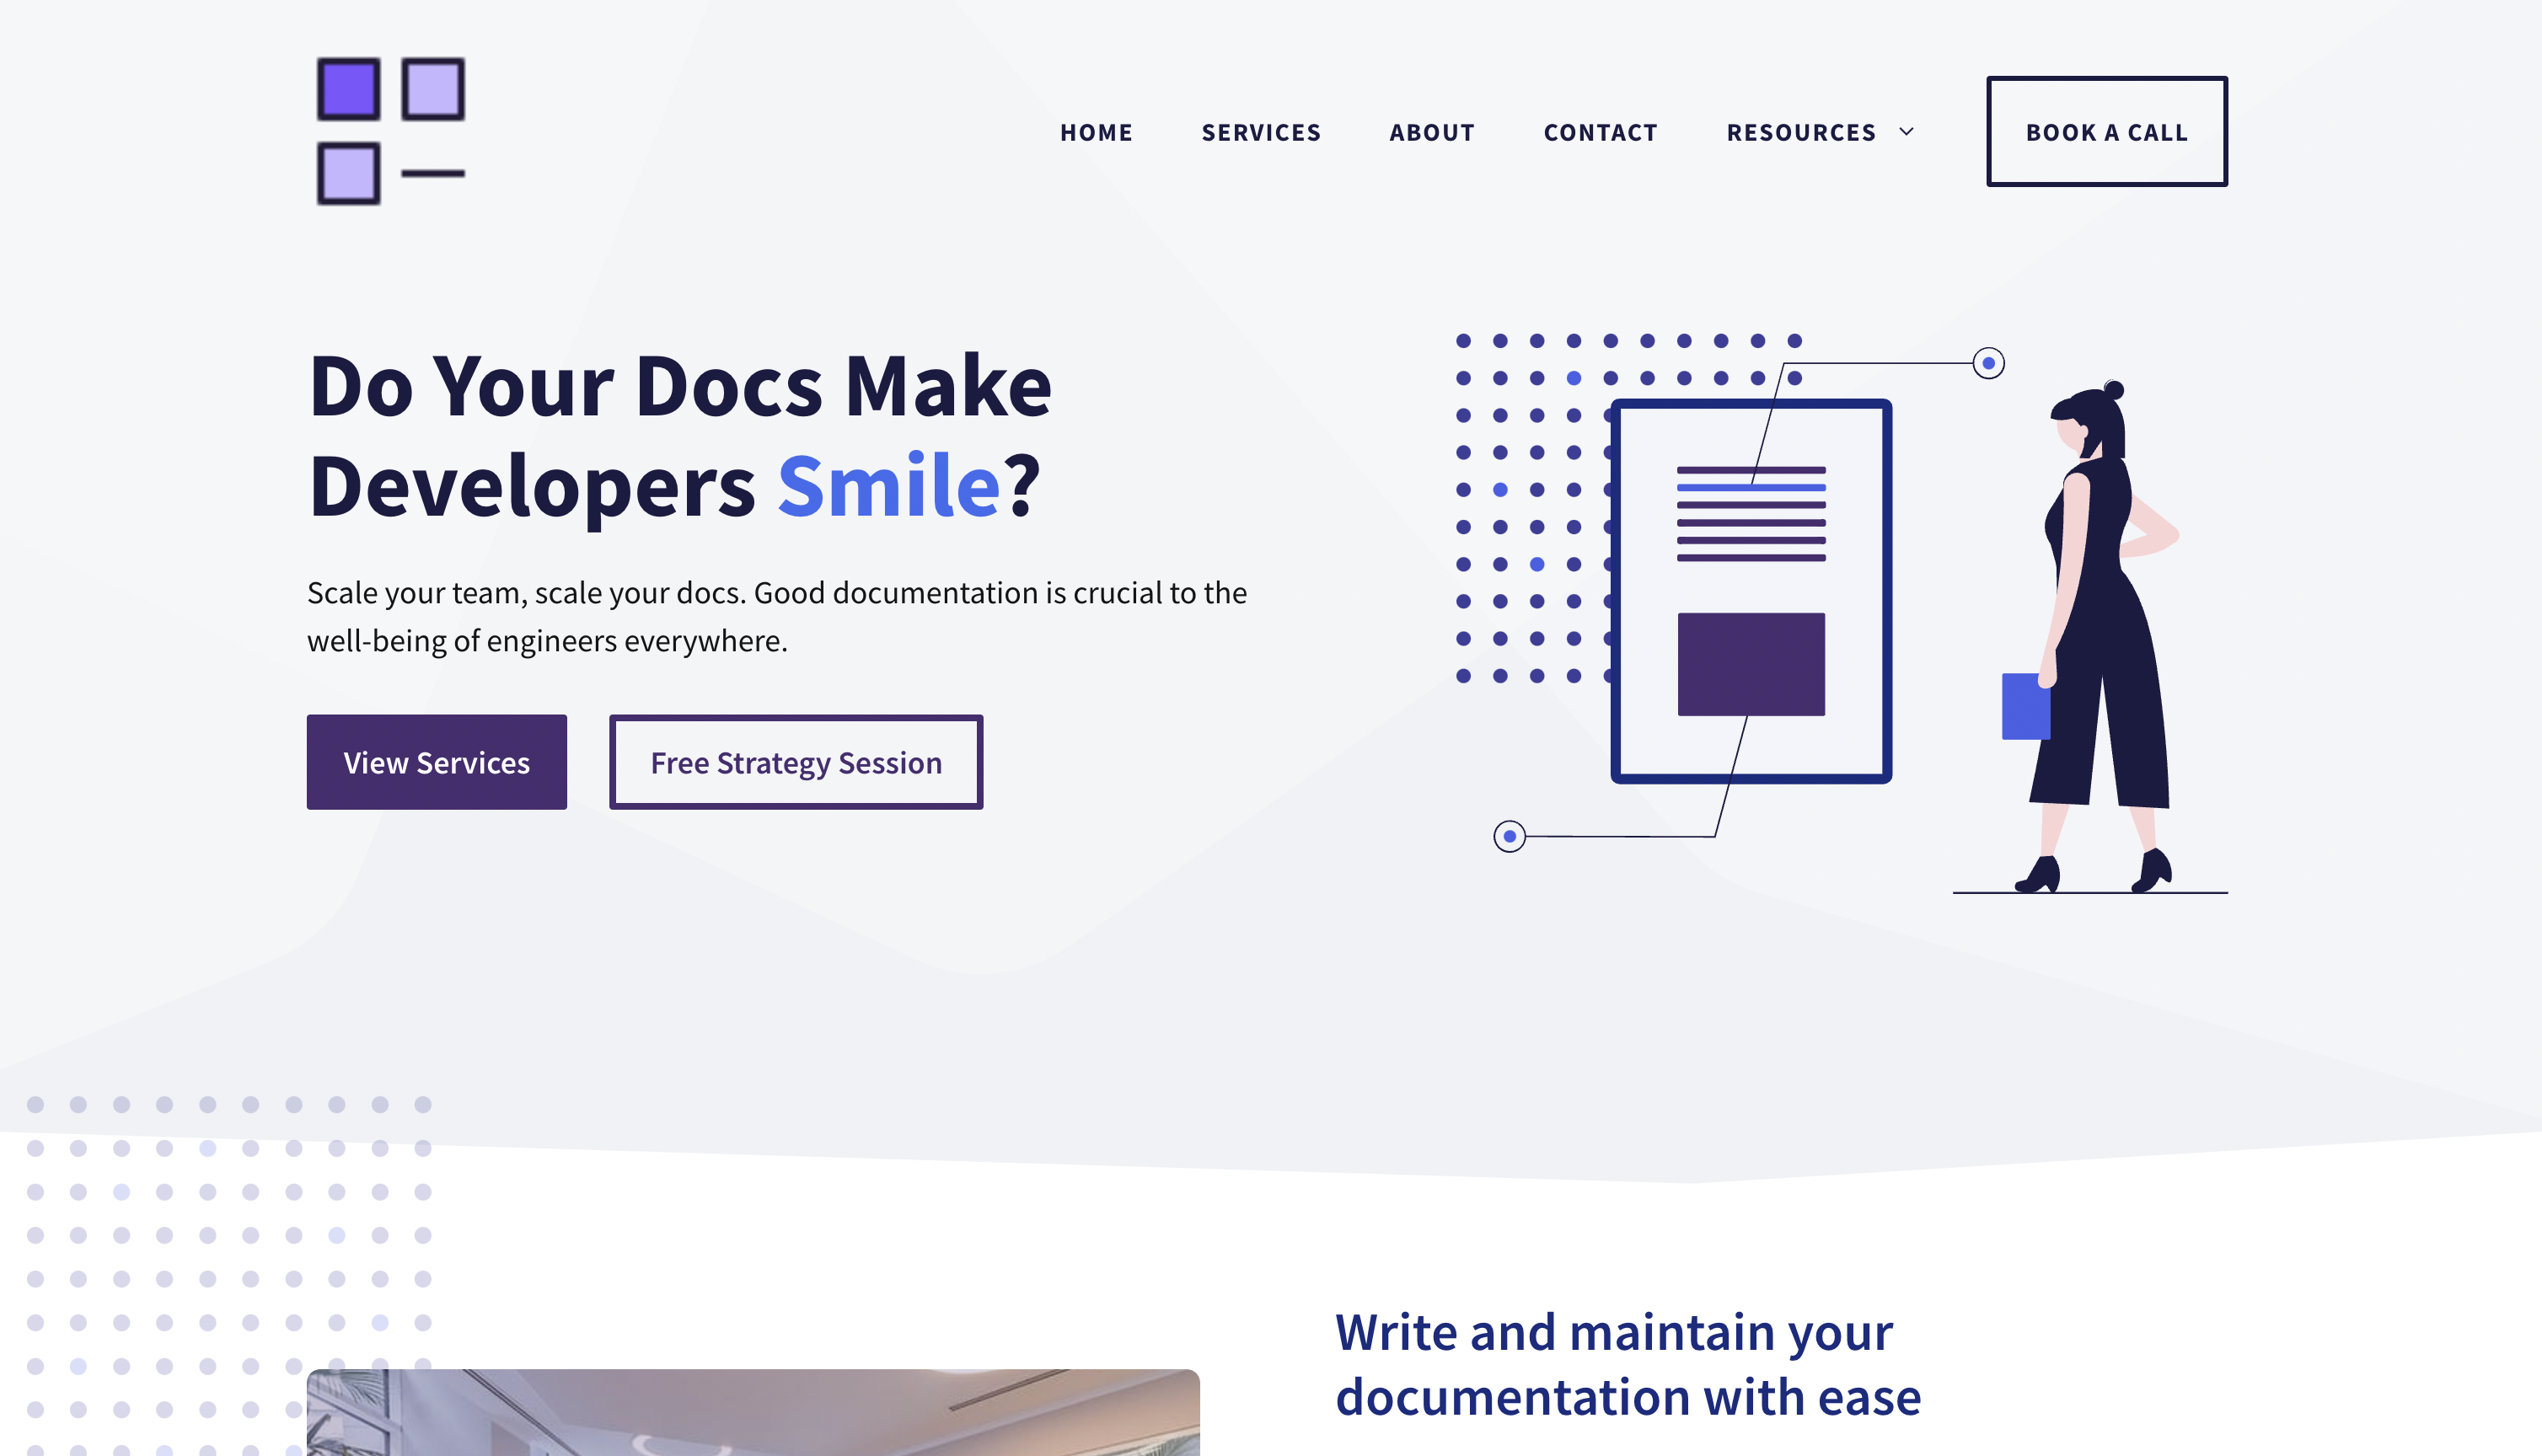 HOME SERVICES ABOUT CONTACT RESOURCES BOOK A CALL
Do Your Docs Make
Developers Smile?
Scale your team, scale your docs. Good documentation is crucial to the
well-being of engineers everywhere.
View Services Free Strategy Session
Write and maintain your
documentation with ease